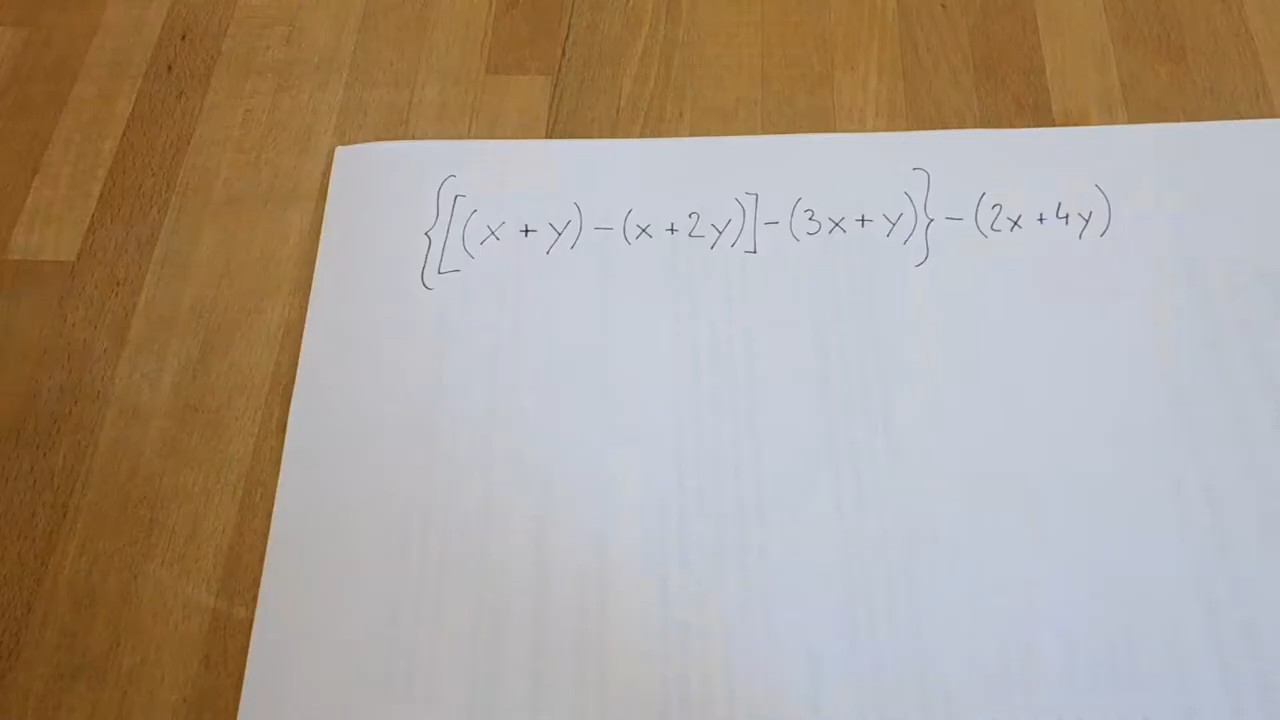 {[(x + y) - (x + 2y)] - (3x + y)} - (2x + 4y)